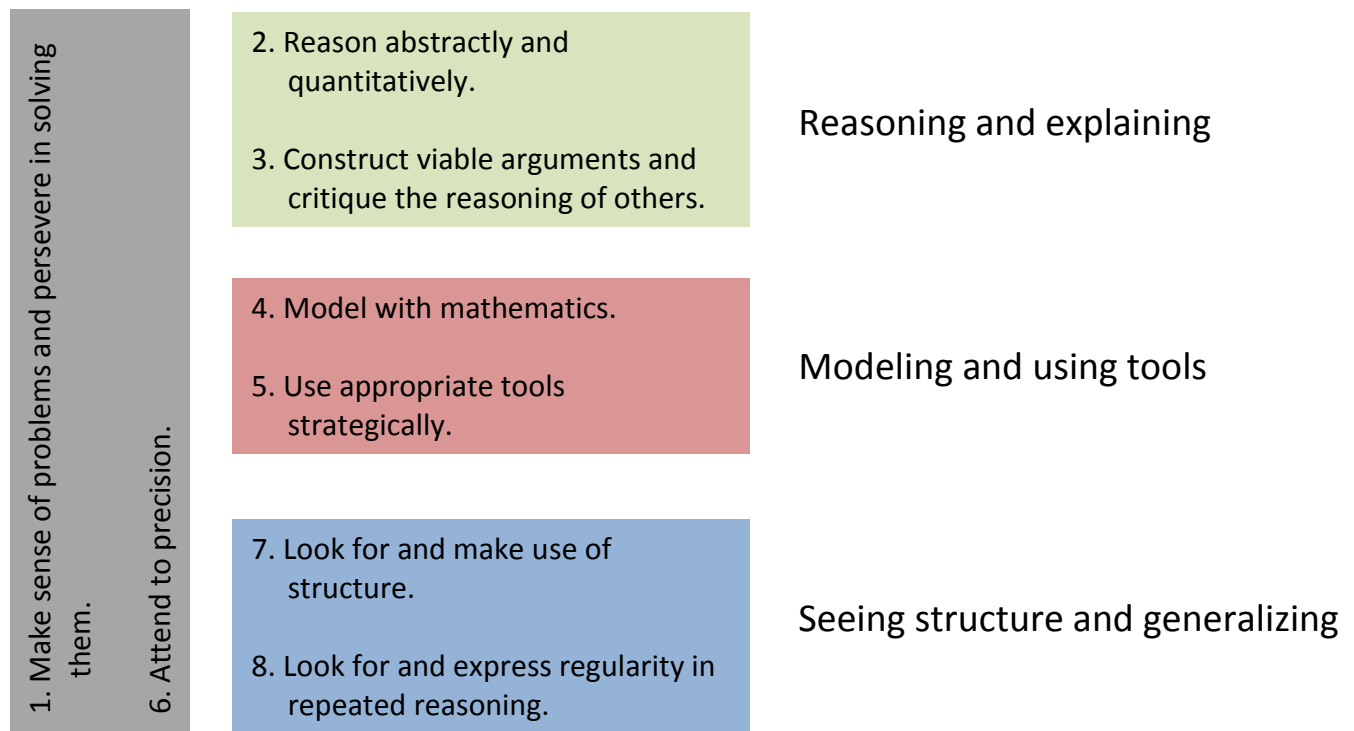 1. Make sense of problems and persevere in solving
them.
6. Attend to precision.
2. Reason abstractly and
quantitatively.
3. Construct viable arguments and
critique the reasoning of others.
Reasoning and explaining
4. Model with mathematics.
5. Use appropriate tools
strategically.
Modeling and using tools
7. Look for and make use of
structure.
8. Look for and express regularity in
repeated reasoning.
Seeing structure and generalizing